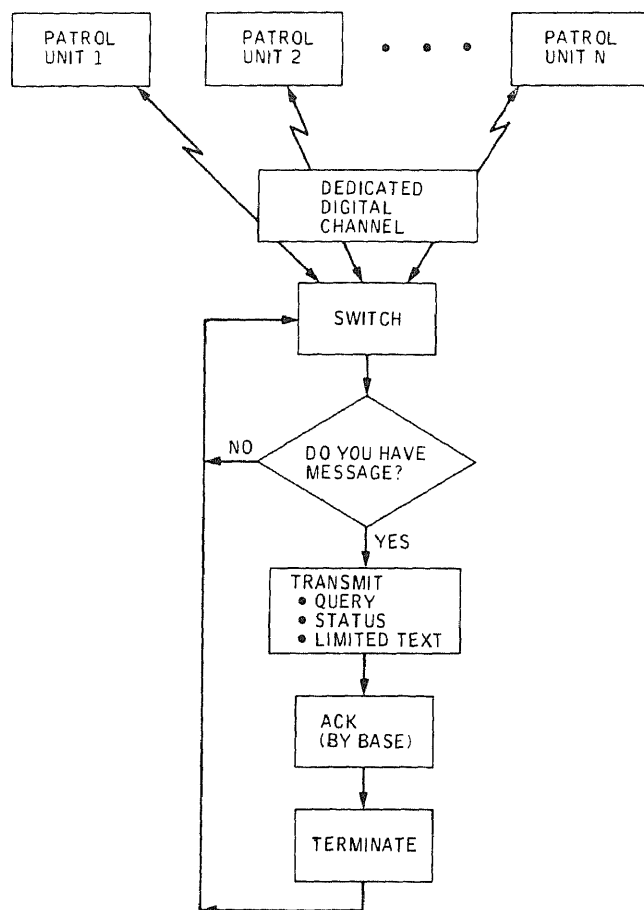 PATROL
UNIT 1
PATROL
UNIT 2
• • •
PATROL
UNIT N
DEDICATED
DIGITAL
CHANNEL
SWITCH
NO
DO YOU HAVE
MESSAGE?
YES
TRANSMIT
• QUERY
• STATUS
• LIMITED TEXT
ACK
(BY BASE)
TERMINATE